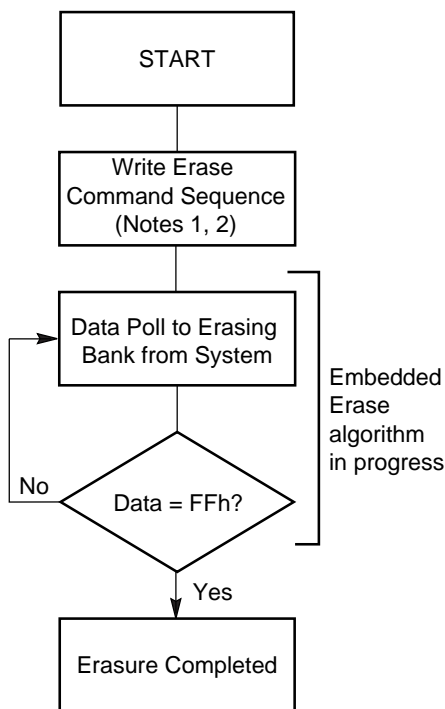 START
Write Erase
Command Sequence
(Notes 1, 2)
Data Poll to Erasing
Bank from System
Embedded
Erase
algorithm
in progress
No
Data = FFh?
Yes
Erasure Completed